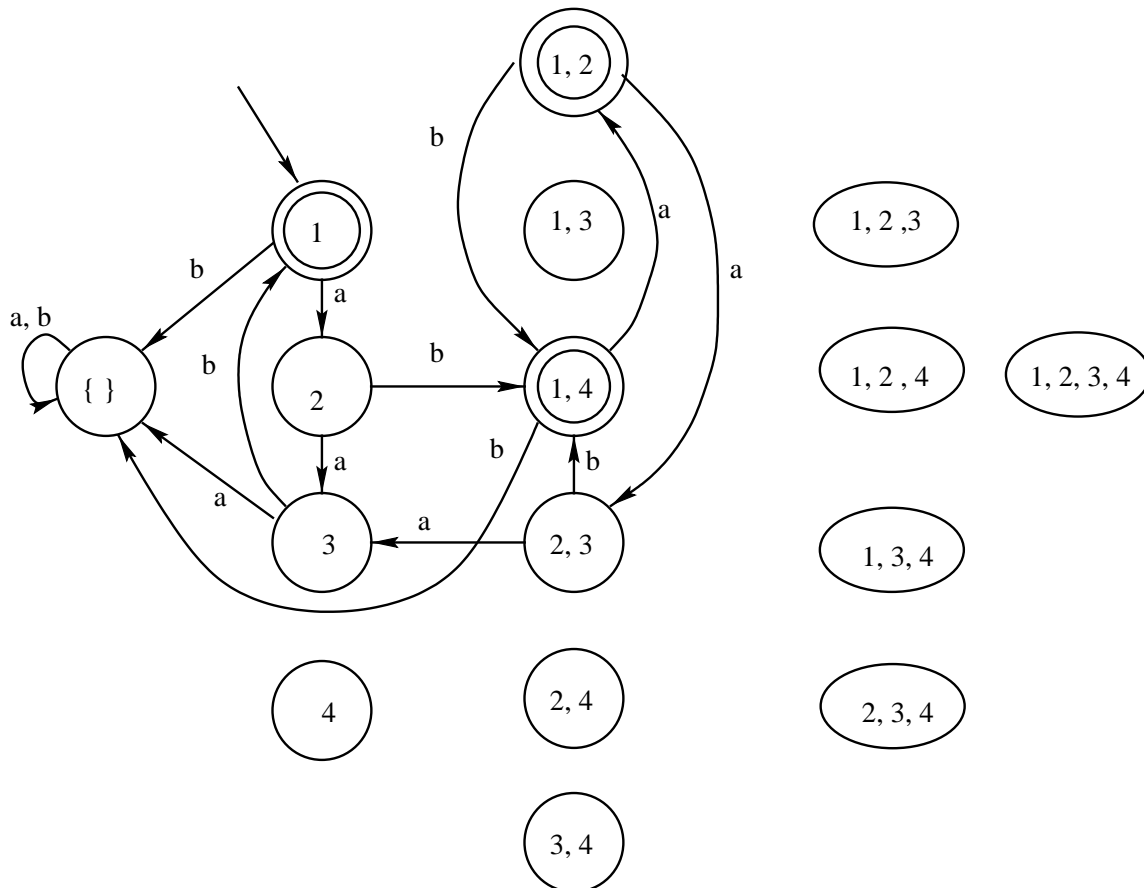 1, 2
b
1
1, 3
a
1, 2 ,3
b
a
a
a, b
b
b
{ }
2
1, 4
1, 2 , 4
1, 2, 3, 4
a
b
b
a
a
3
2, 3
1, 3, 4
4
2, 4
2, 3, 4
3, 4